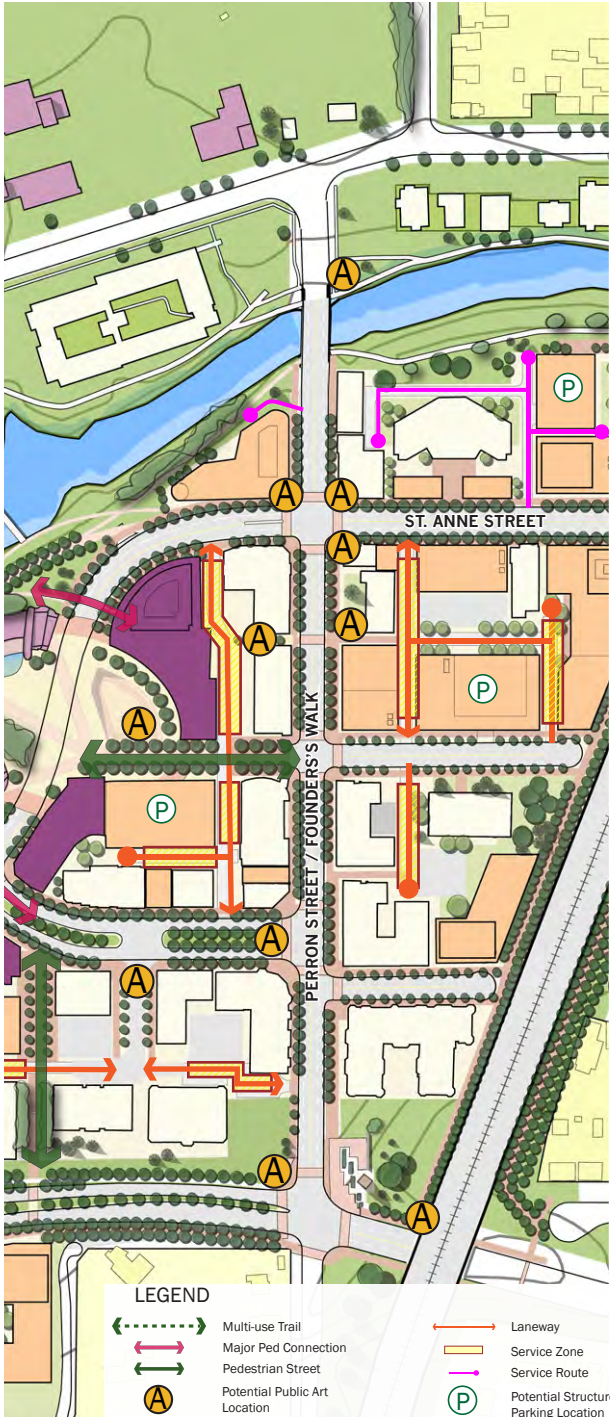 A
P
A
A
ST. ANNE STREET
A
A
A
P
A
P
PERRON STREET / FOUNDERS'S WALK
A
A
A
A
LEGEND
Multi-use Trail
Major Ped Connection
Pedestrian Street
A
Potential Public Art
Location
Laneway
Service Zone
Service Route
P
Potential Structure
Parking Location